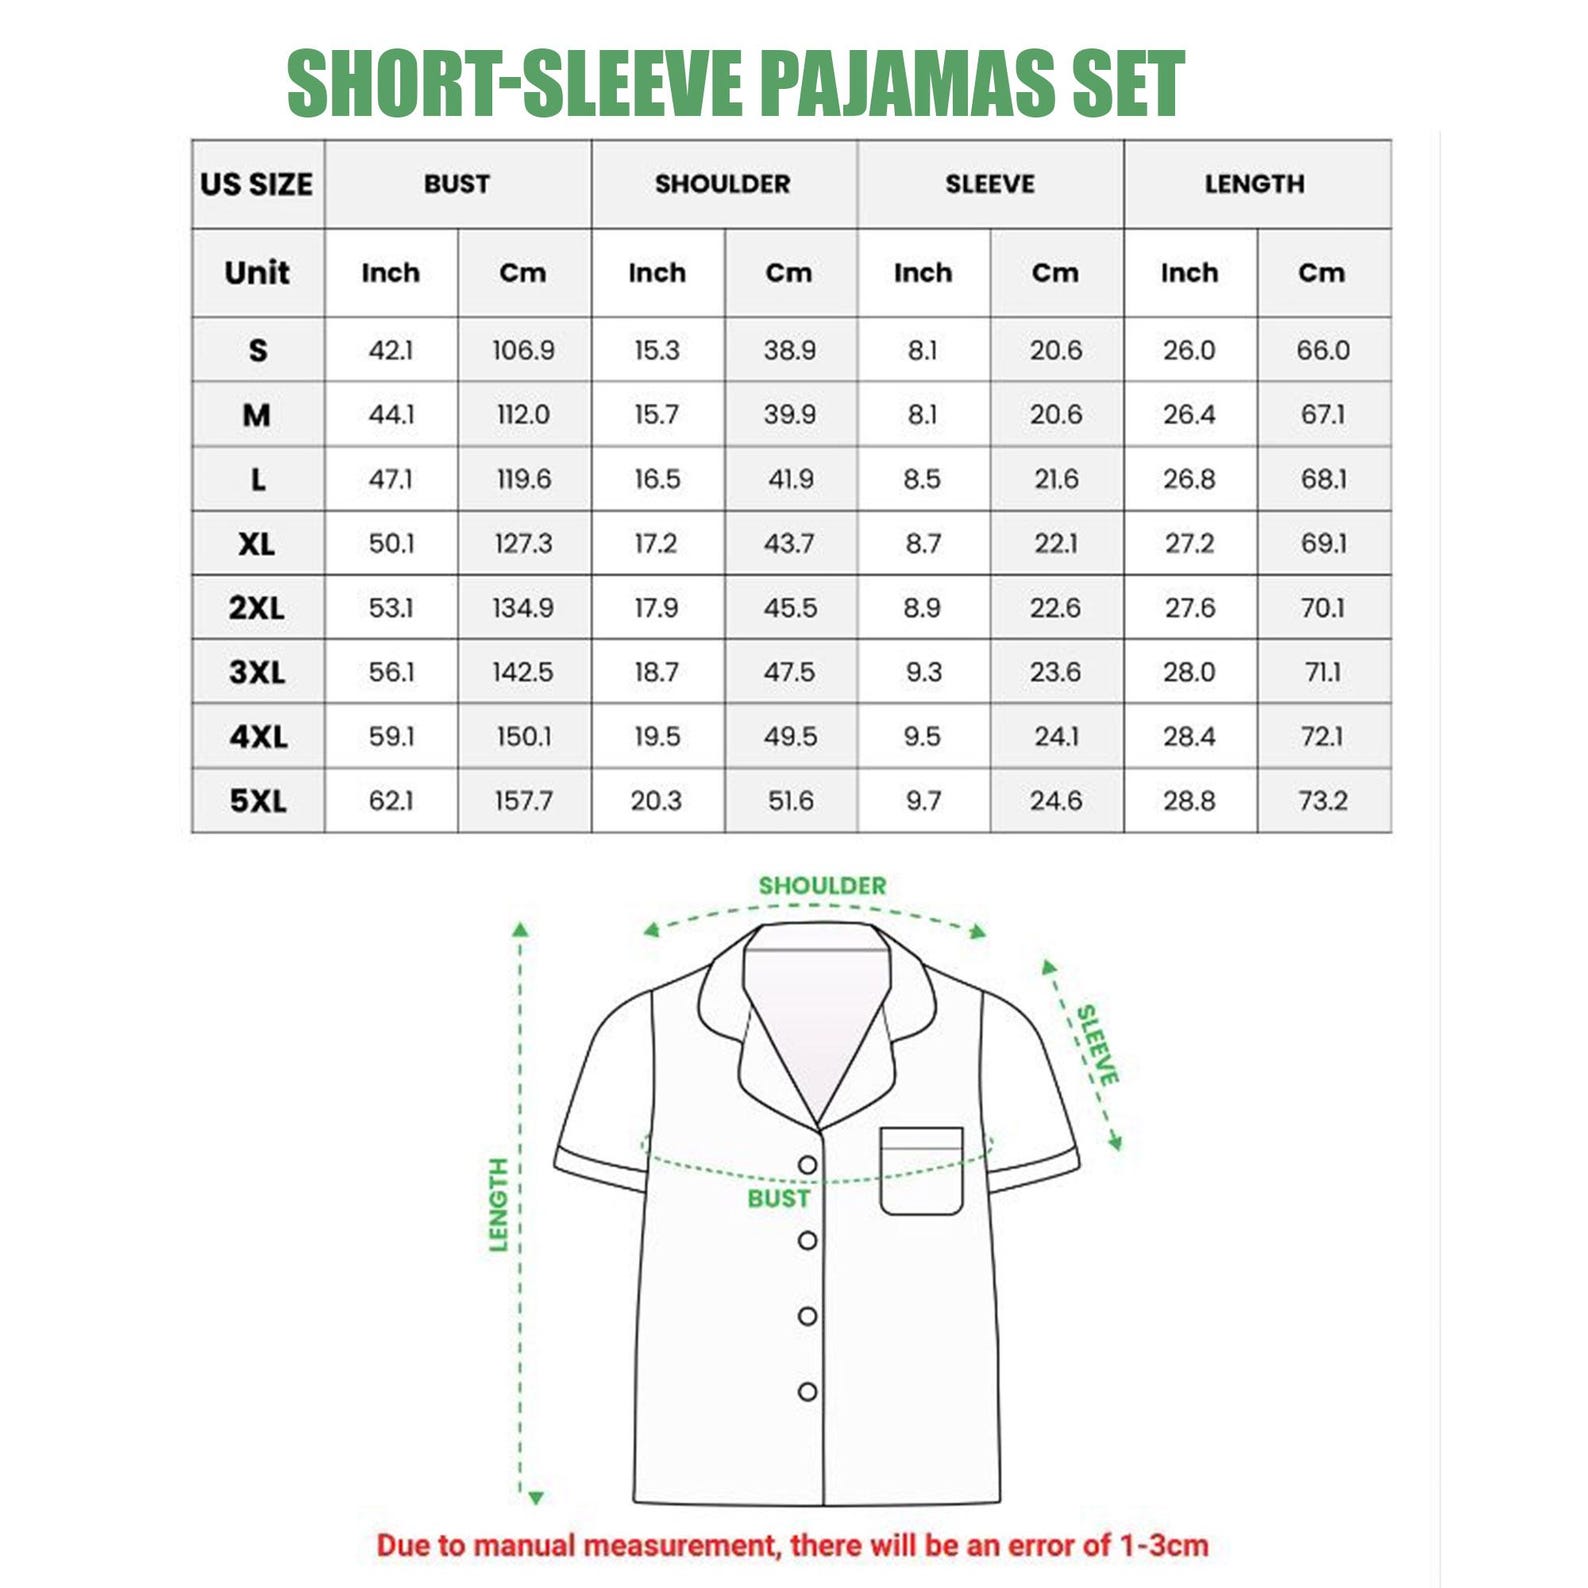 SHORT-SLEEVE PAJAMAS SET
US SIZE BUST SHOULDER SLEEVE LENGTH
Unit Inch Cm Inch Cm Inch Cm Inch Cm
S 42.1 106.9 15.3 38.9 8.1 20.6 26.0 66.0
M 44.1 112.0 15.7 39.9 8.1 20.6 26.4 67.1
L 47.1 119.6 16.5 41.9 8.5 21.6 26.8 68.1
XL 50.1 127.3 17.2 43.7 8.7 22.1 27.2 69.1
2XL 53.1 134.9 17.9 45.5 8.9 22.6 27.6 70.1
3XL 56.1 142.5 18.7 47.5 9.3 23.6 28.0 71.1
4XL 59.1 150.1 19.5 49.5 9.5 24.1 28.4 72.1
5XL 62.1 157.7 20.3 51.6 9.7 24.6 28.8 73.2
SHOULDER
SLEEVE
LENGTH
BUST
Due to manual measurement, there will be an error of 1-3cm